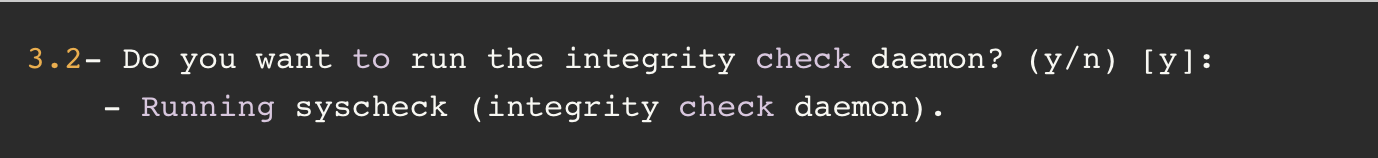 3.2- Do you want to run the integrity check daemon? (y/n) [y]:
- Running syscheck (integrity check daemon).